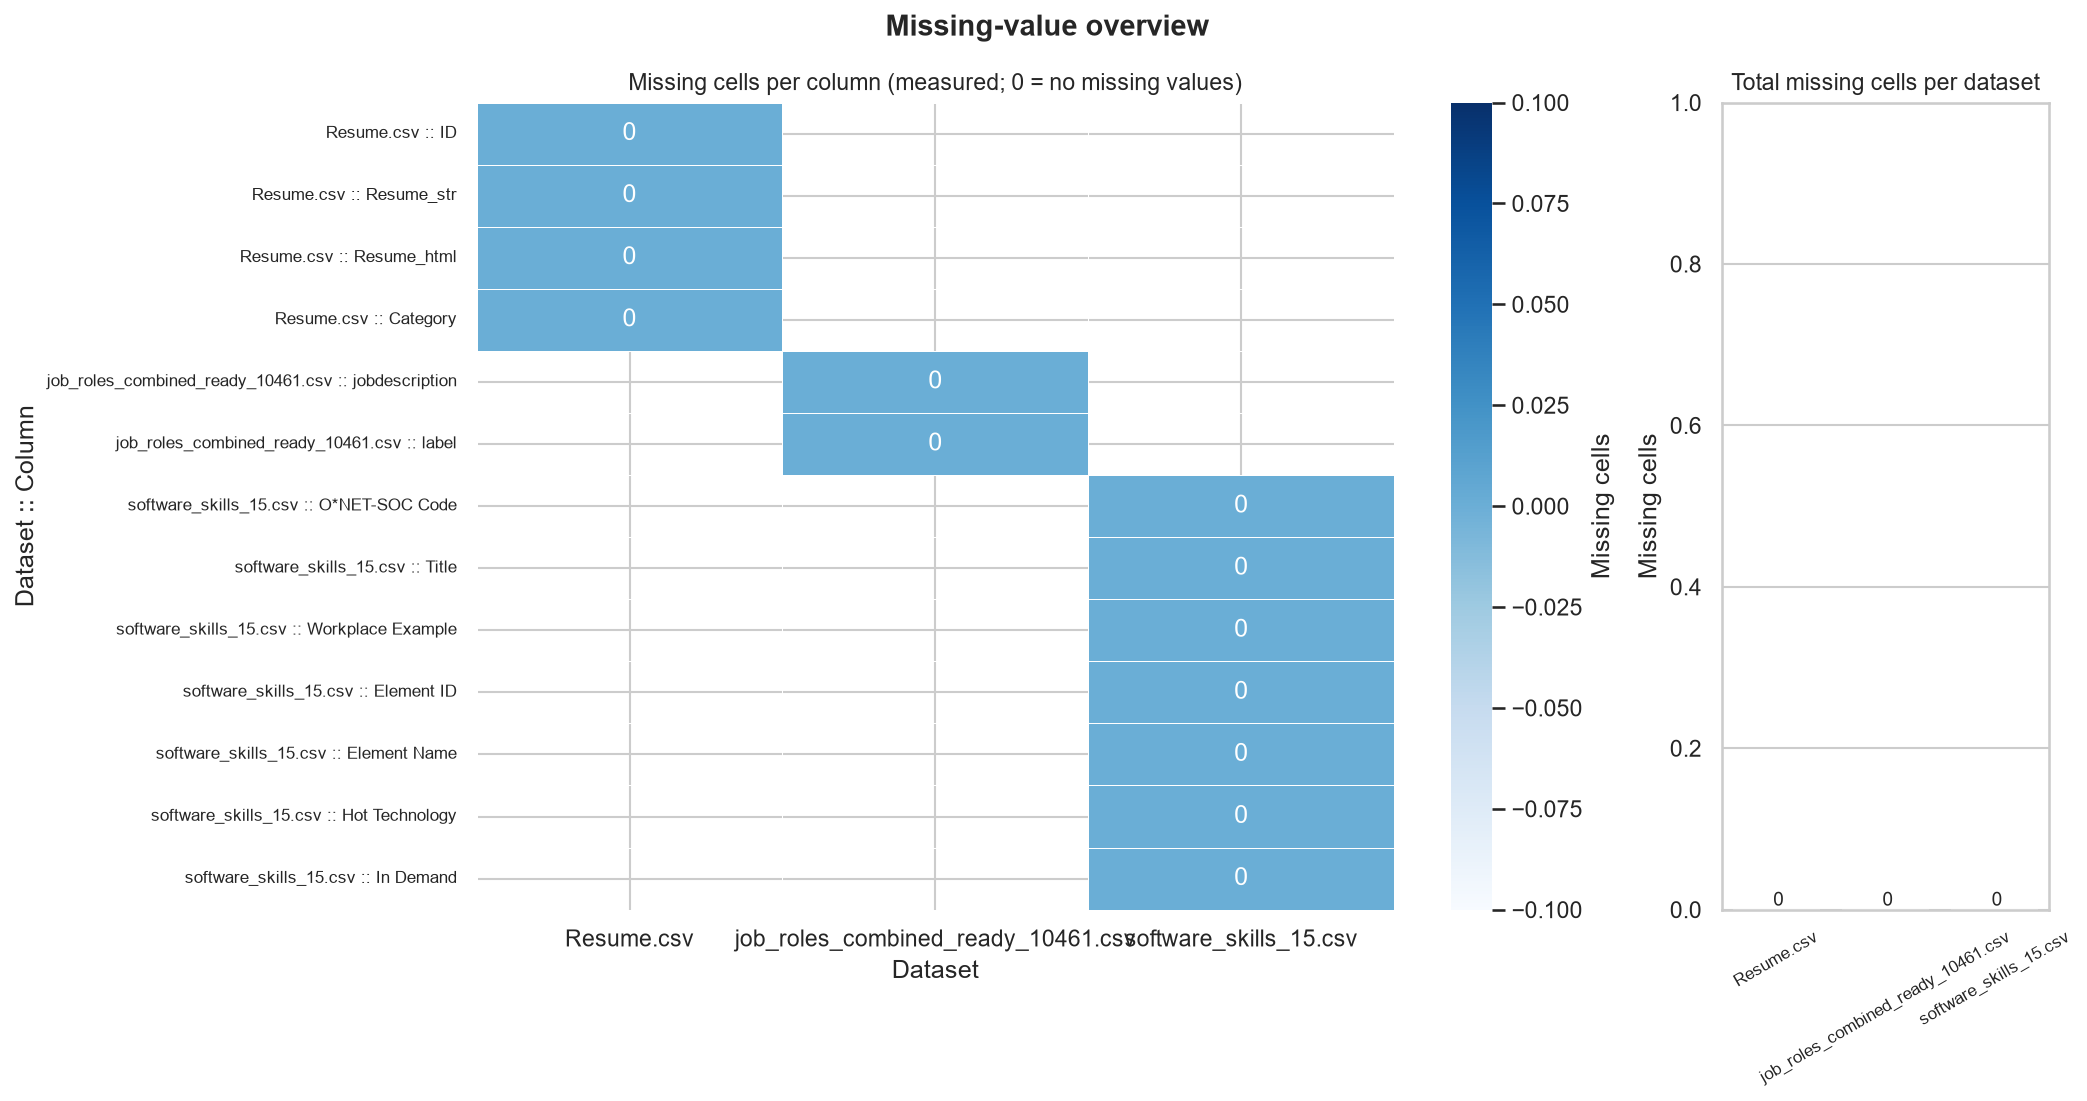 Missing-value overview
Missing cells per column (measured; 0 = no missing values)
Dataset :: Column
Resume.csv :: ID
0
Resume.csv :: Resume_str
0
Resume.csv :: Resume_html
0
Resume.csv :: Category
0
job_roles_combined_ready_10461.csv :: jobdescription
0
job_roles_combined_ready_10461.csv :: label
0
software_skills_15.csv :: O*NET-SOC Code
0
software_skills_15.csv :: Title
0
software_skills_15.csv :: Workplace Example
0
software_skills_15.csv :: Element ID
0
software_skills_15.csv :: Element Name
0
software_skills_15.csv :: Hot Technology
0
software_skills_15.csv :: In Demand
0
Resume.csv
job_roles_combined_ready_10461.csv
software_skills_15.csv
Dataset
0.100
0.075
0.050
0.025
0.000
−0.025
−0.050
−0.075
−0.100
Missing cells
Total missing cells per dataset
Missing cells
1.0
0.8
0.6
0.4
0.2
0.0
0
0
0
Resume.csv
job_roles_combined_ready_10461.csv
software_skills_15.csv